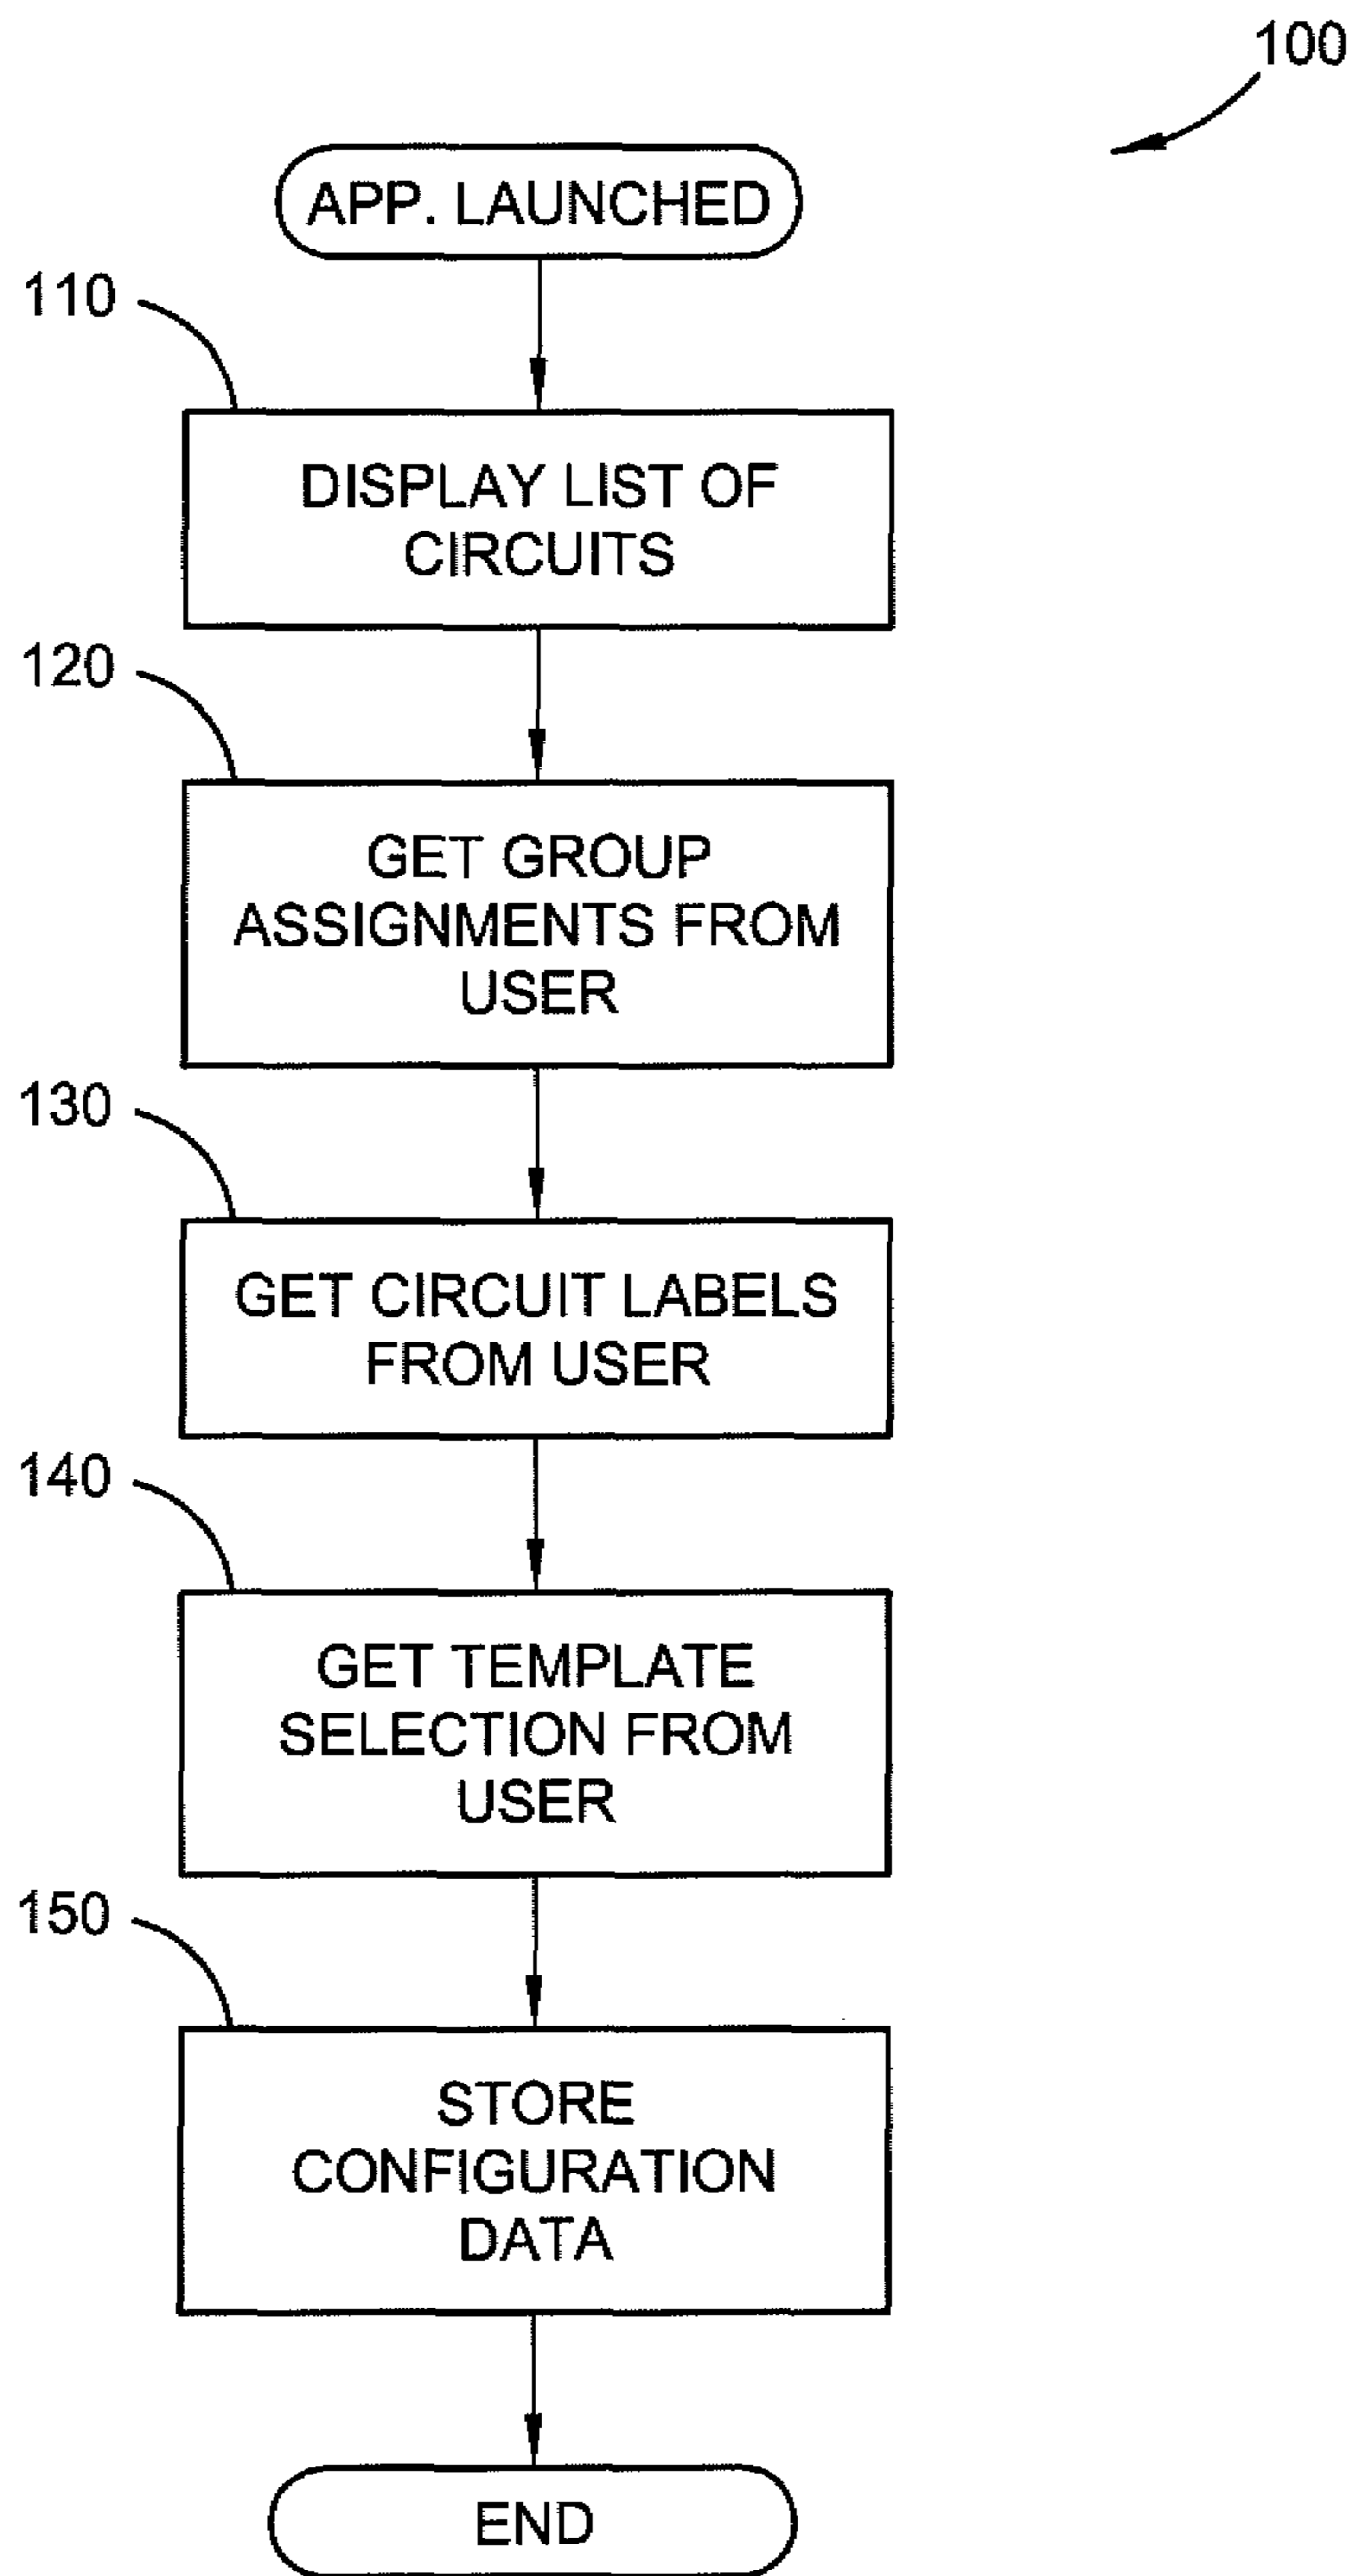 100
APP. LAUNCHED
110
DISPLAY LIST OF
CIRCUITS
120
GET GROUP
ASSIGNMENTS FROM
USER
130
GET CIRCUIT LABELS
FROM USER
140
GET TEMPLATE
SELECTION FROM
USER
150
STORE
CONFIGURATION
DATA
END